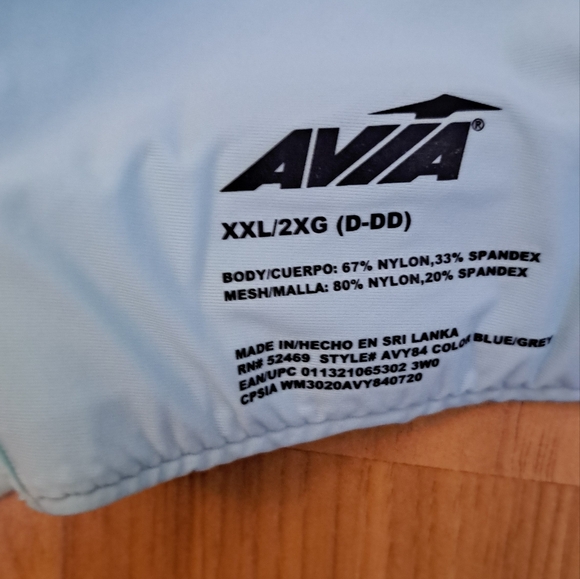 AVIA®
XXL/2XG (D-DD)
BODY/CUERPO: 67% NYLON,33% SPANDEX
MESH/MALLA: 80% NYLON,20% SPANDEX
MADE IN/HECHO EN SRI LANKA
RN# 52469 STYLE# AVY84 COLOR BLUE/GREY
EAN/UPC 011321065302 3W0
CPSIA WM3020AVY840720